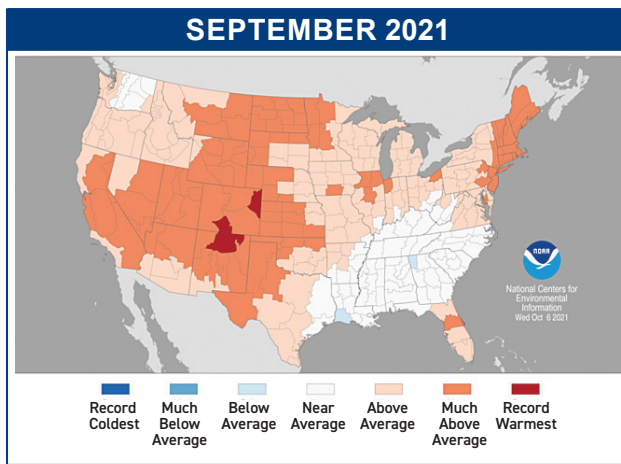 SEPTEMBER 2021
NOAA
National Centers for
Environmental
Information
Wed Oct 6 2021
Record
Coldest
Much
Below
Average
Below
Average
Near
Average
Above
Average
Much
Above
Average
Record
Warmest